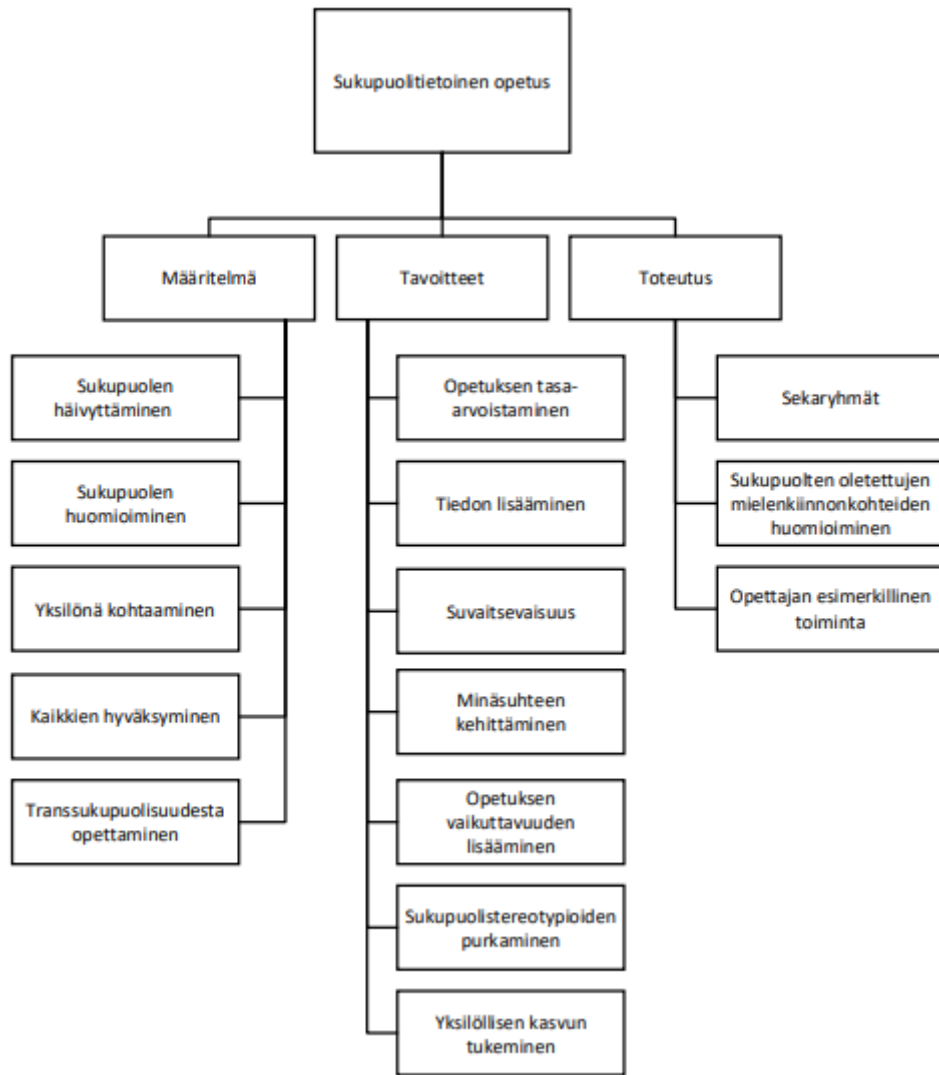 Sukupuolitietoinen opetus
Määritelmä
Tavoitteet
Toteutus
Sukupuolen
häivyttäminen
Sukupuolen
huomioiminen
Yksilönä kohtaaminen
Kaikkien hyväksyminen
Transsukupuolisuudesta
opettaminen
Opetuksen tasa-
arvoistaminen
Tiedon lisääminen
Suvaitsevaisuus
Minäsuhteen
kehittäminen
Opetuksen
vaikuttavuuden
lisääminen
Sukupuolistereotypioiden
purkaminen
Yksilöllisen kasvun
tukeminen
Sekaryhmät
Sukupuolten oletettujen
mielenkiinnonkohteiden
huomioiminen
Opettajan esimerkillinen
toiminta